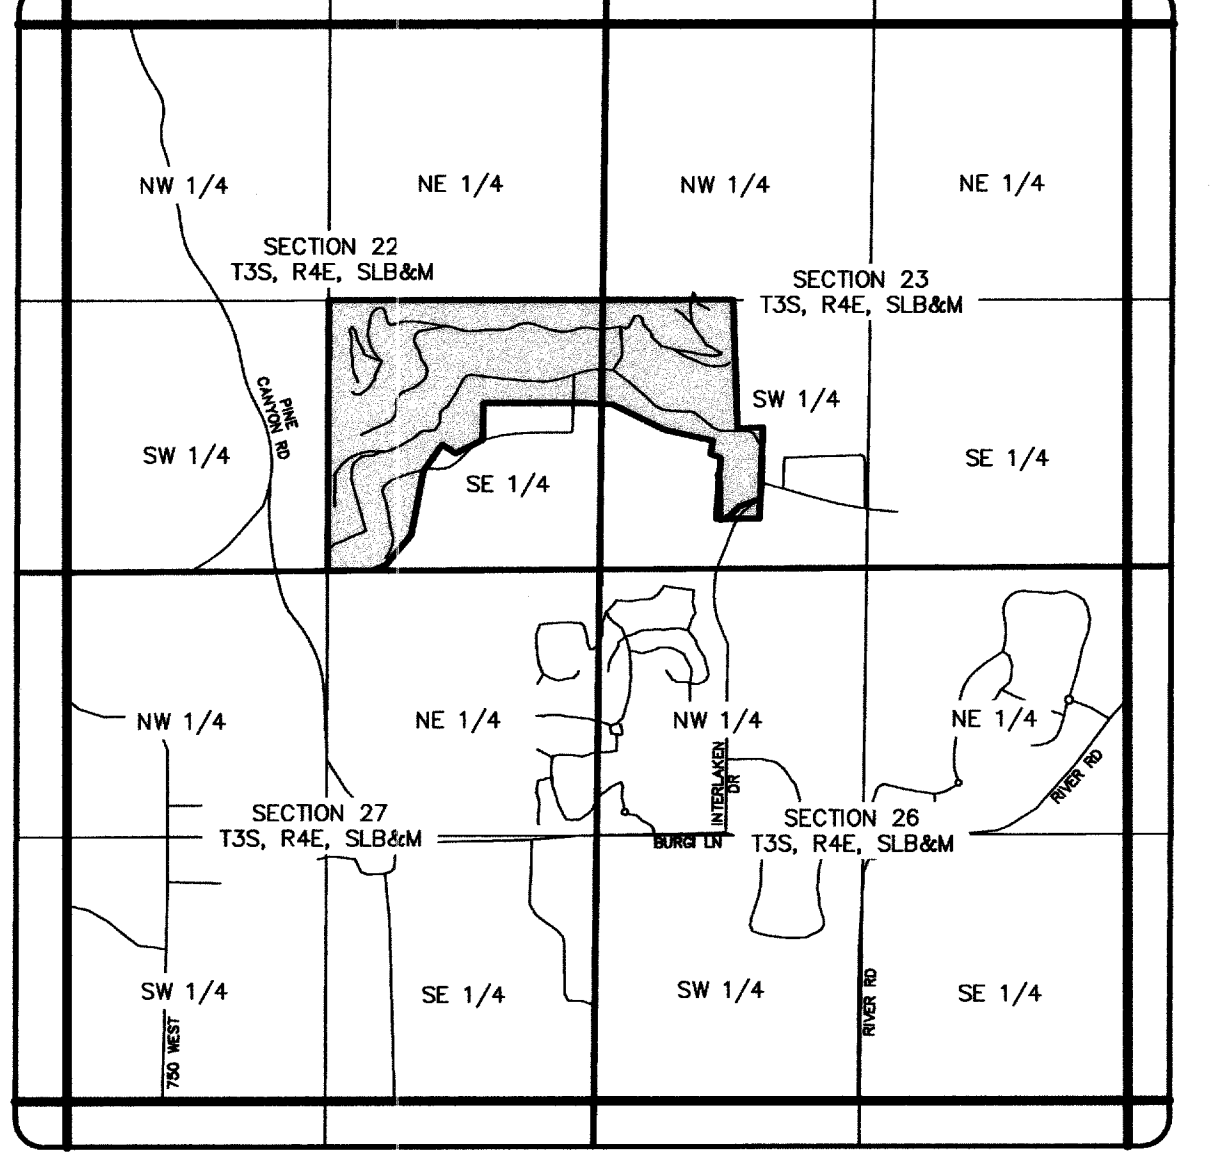 NW 1/4
NE 1/4
NW 1/4
NE 1/4
SECTION 22
T3S, R4E, SLB&M
SECTION 23
T3S, R4E, SLB&M
PINE
CANYON RD
SW 1/4
SW 1/4
SE 1/4
SE 1/4
NW 1/4
NE 1/4
NW 1/4
NE 1/4
INTERLAKEN
DR
RIVER RD
SECTION 27
T3S, R4E, SLB&M
SECTION 26
T3S, R4E, SLB&M
BURGI LN
SW 1/4
SE 1/4
SW 1/4
SE 1/4
750 WEST
RIVER RD